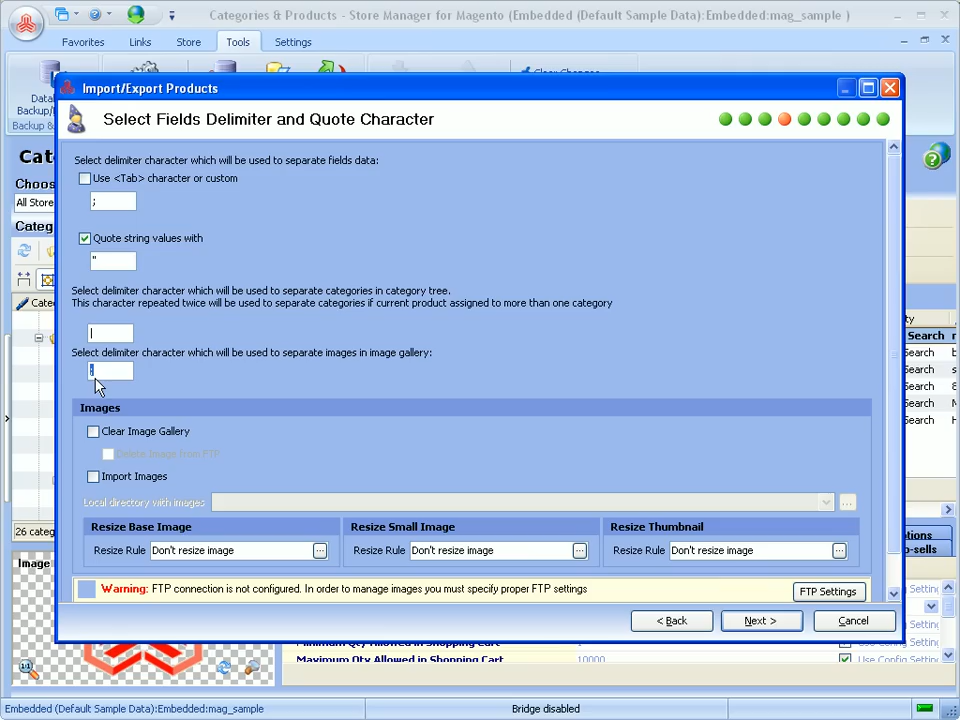 Categories & Products - Store Manager for Magento (Embedded (Default Sample Data):Embedded:mag_sample )
Favorites Links Store Tools Settings
Clear Changes
Import/Export Products
Select Fields Delimiter and Quote Character
Select delimiter character which will be used to separate fields data:
Use <Tab> character or custom
;
Quote string values with
"
Select delimiter character which will be used to separate categories in category tree.
This character repeated twice will be used to separate categories if current product assigned to more than one category
|
Select delimiter character which will be used to separate images in image gallery:
Images
Clear Image Gallery
Delete Image from FTP
Import Images
Local directory with images
...
Resize Base Image Resize Small Image Resize Thumbnail
Resize Rule Don't resize image ... Resize Rule Don't resize image ... Resize Rule Don't resize image ...
Warning: FTP connection is not configured. In order to manage images you must specify proper FTP settings
FTP Settings
< Back Next > Cancel
Datab
Backup/
Backup &
Cate
Choos
All Store
Categ
Catego
26 categ
Image
Search
Search
Search
Search
Search
Search
ptions
o-sells
Minimum Qty Allowed in Shopping Cart 1 Use Config Setting
Maximum Qty Allowed in Shopping Cart 10000 Use Config Setting
Embedded (Default Sample Data):Embedded:mag_sample
Bridge disabled